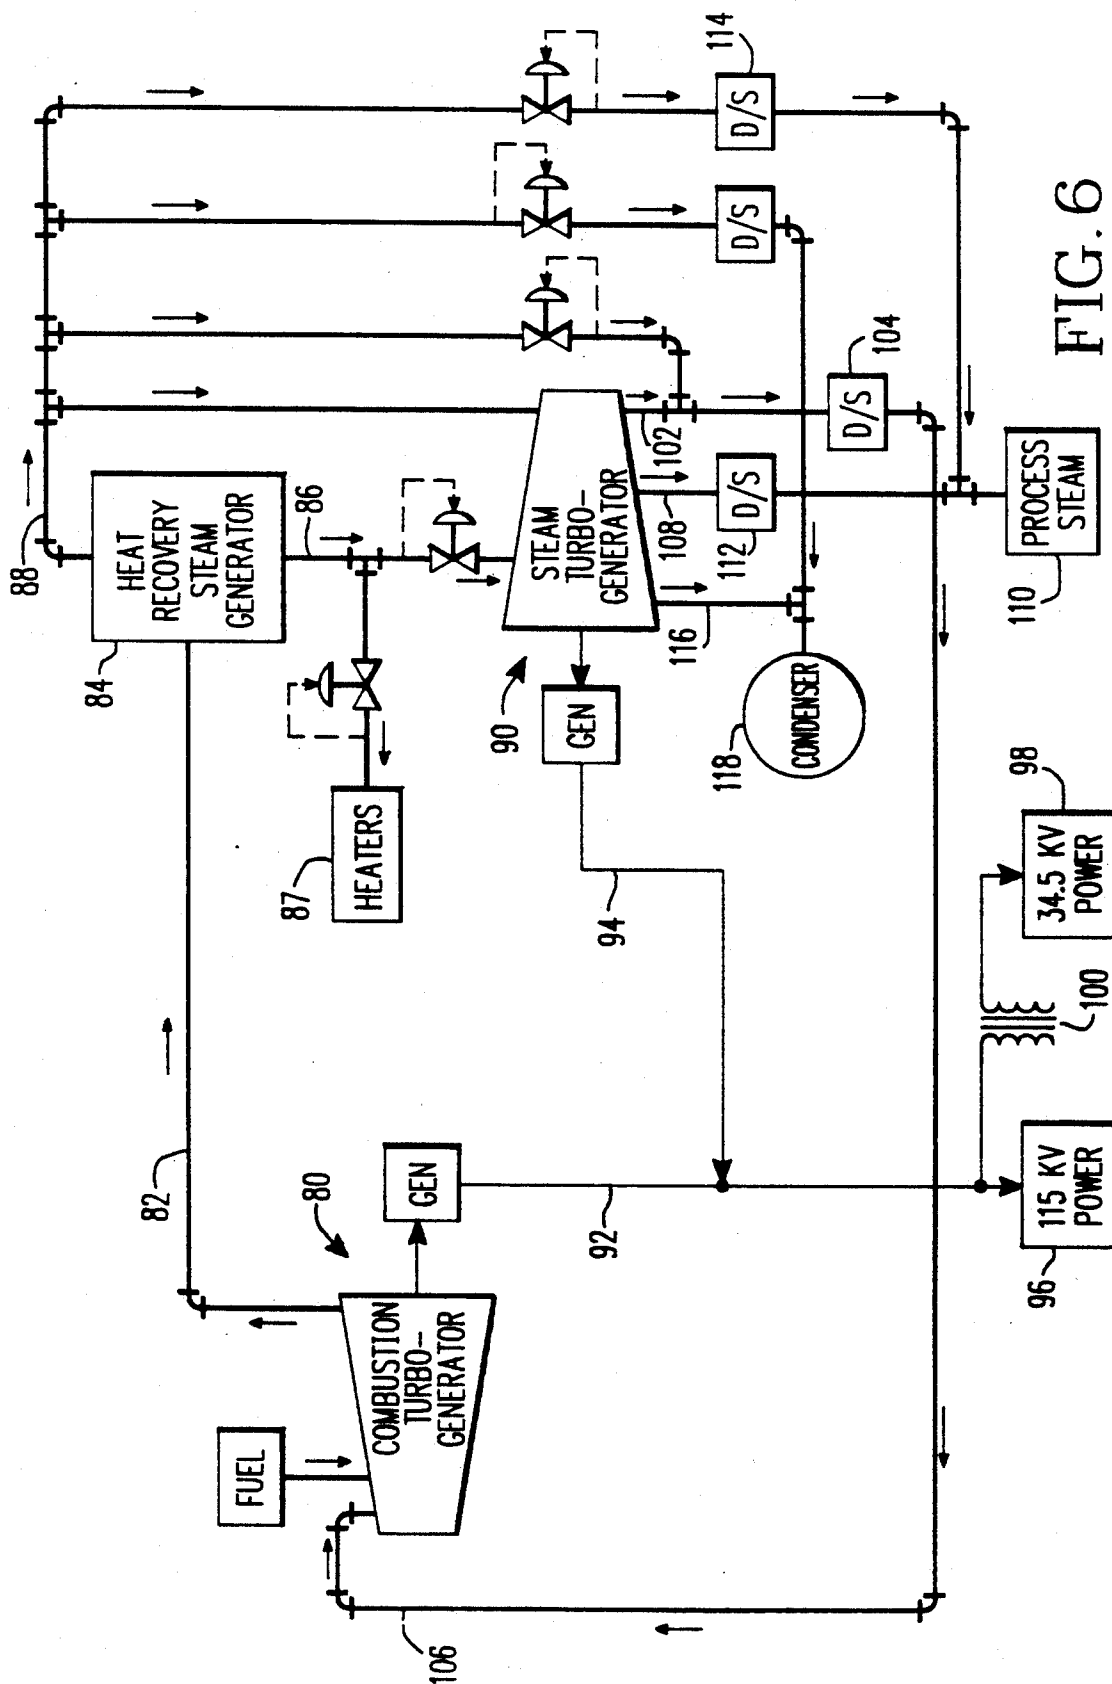 88
84
HEAT
RECOVERY
STEAM
GENERATOR
86
82
87
HEATERS
FUEL
80
COMBUSTION
TURBO-
GENERATOR
GEN
90
GEN
STEAM
TURBO-
GENERATOR
92
94
102
108
116
112
D/S
D/S
D/S
114
104
D/S
118
CONDENSER
106
110
PROCESS
STEAM
96
115 KV
POWER
100
98
34.5 KV
POWER
FIG. 6